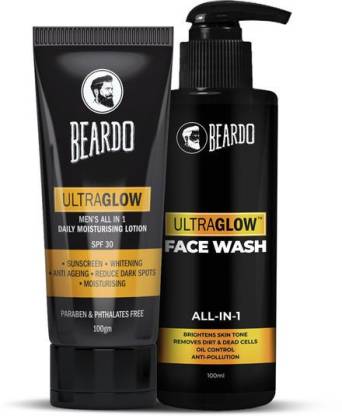 BEARDO
ULTRAGLOW
MEN'S ALL IN 1
DAILY MOISTURISING LOTION
SPF 30
• SUNSCREEN • WHITENING
• ANTI AGEING • REDUCE DARK SPOTS
• MOISTURISING
PARABEN & PHTHALATES FREE
100gm
BEARDO
ULTRAGLOW™
FACE WASH
ALL-IN-1
BRIGHTENS SKIN TONE
REMOVES DIRT & DEAD CELLS
OIL CONTROL
ANTI-POLLUTION
100ml